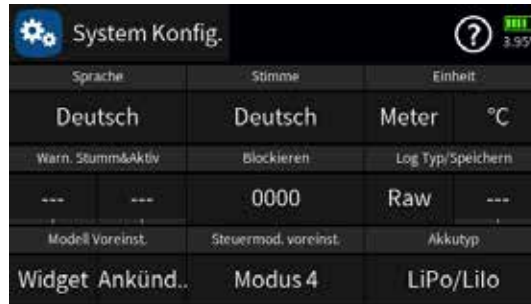 System Konfig.
?
3.95
Sprache Stimme Einheit
Deutsch Deutsch Meter °C
Warn. Stumm&Aktiv Blockieren Log Typ/Speichern
--- --- 0000 Raw ---
Modell Voreinst. Steuermod. voreinst. Akkutyp
Widget Ankünd.. Modus 4 LiPo/LiIo